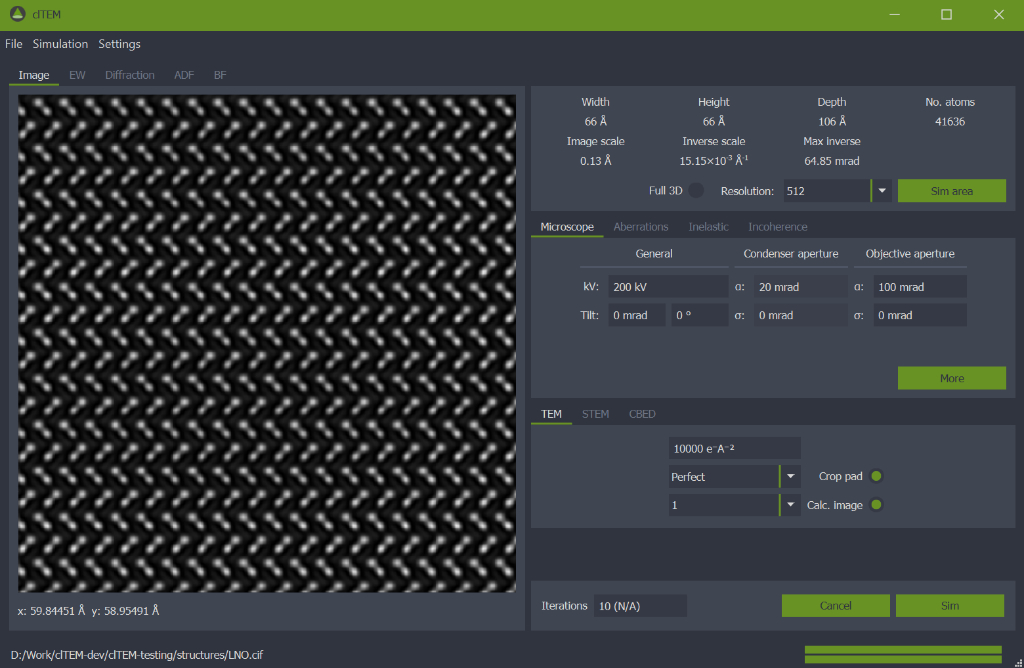 clTEM
File Simulation Settings
Image EW Diffraction ADF BF
Width Height Depth No. atoms
66 Å 66 Å 106 Å 41636
Image scale Inverse scale Max inverse
0.13 Å 15.15×10⁻³ Å⁻¹ 64.85 mrad
Full 3D Resolution: 512 Sim area
Microscope Aberrations Inelastic Incoherence
General Condenser aperture Objective aperture
kV: 200 kV α: 20 mrad α: 100 mrad
Tilt: 0 mrad 0 ° σ: 0 mrad σ: 0 mrad
More
TEM STEM CBED
10000 e⁻A⁻²
Perfect Crop pad
1 Calc. image
Iterations 10 (N/A) Cancel Sim
x: 59.84451 Å y: 58.95491 Å
D:/Work/clTEM-dev/clTEM-testing/structures/LNO.cif